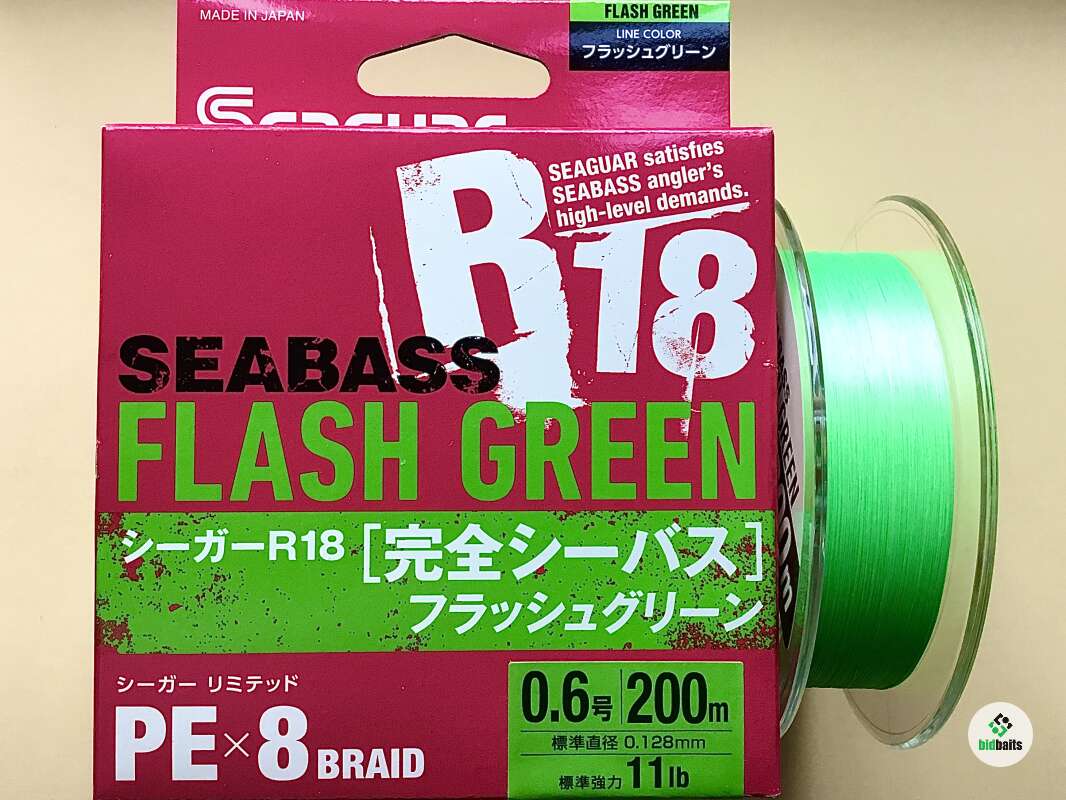 MADE IN JAPAN
FLASH GREEN
LINE COLOR
フラッシュグリーン
SEAGUAR
SEAGUAR satisfies
SEABASS angler's
high-level demands.
R18
SEABASS
FLASH GREEN
シーガーR18 [完全シーバス]
フラッシュグリーン
シーガー リミテッド
PE×8 BRAID
0.6号 200m
標準直径 0.128mm
標準強力 11lb
GREEN
bidbaits